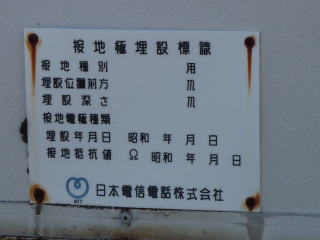 接地極埋設標識
接地種別 用
埋設位置前方 m
埋設深さ m
接地電極種類
埋設年月日 昭和 年 月 日
接地抵抗値 Ω 昭和 年 月 日
NTT 日本電信電話株式会社